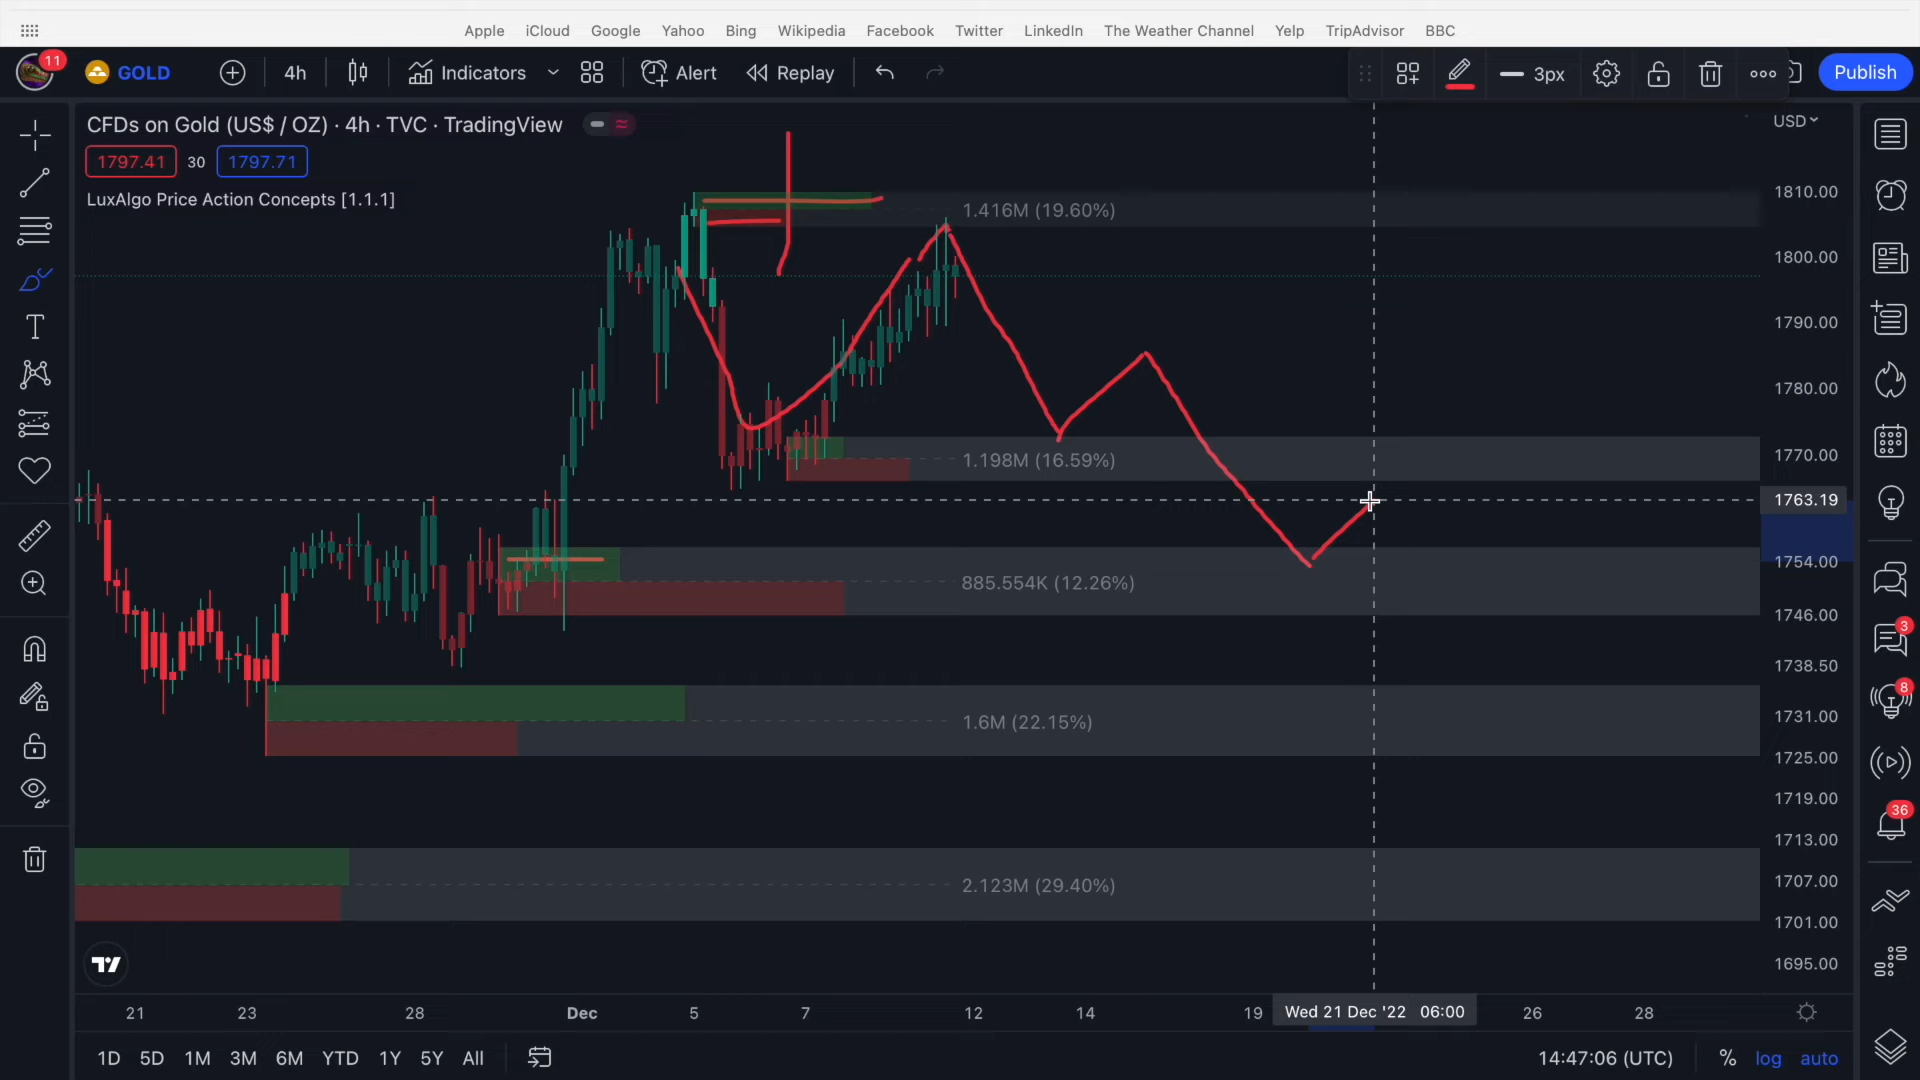 Apple iCloud Google Yahoo Bing Wikipedia Facebook Twitter LinkedIn The Weather Channel Yelp TripAdvisor BBC
11 GOLD 4h Indicators Alert Replay 3px Publish
CFDs on Gold (US$ / OZ) · 4h · TVC · TradingView
USD
1797.41 30 1797.71
LuxAlgo Price Action Concepts [1.1.1]
1810.00
1.416M (19.60%)
1800.00
1790.00
1780.00
1770.00
1.198M (16.59%)
1763.19
1754.00
885.554K (12.26%)
1746.00
3
1738.50
8
1731.00
1.6M (22.15%)
1725.00
1719.00
36
1713.00
1707.00
2.123M (29.40%)
1701.00
1695.00
21 23 28 Dec 5 7 12 14 19 Wed 21 Dec '22 06:00 26 28
1D 5D 1M 3M 6M YTD 1Y 5Y All 14:47:06 (UTC) % log auto